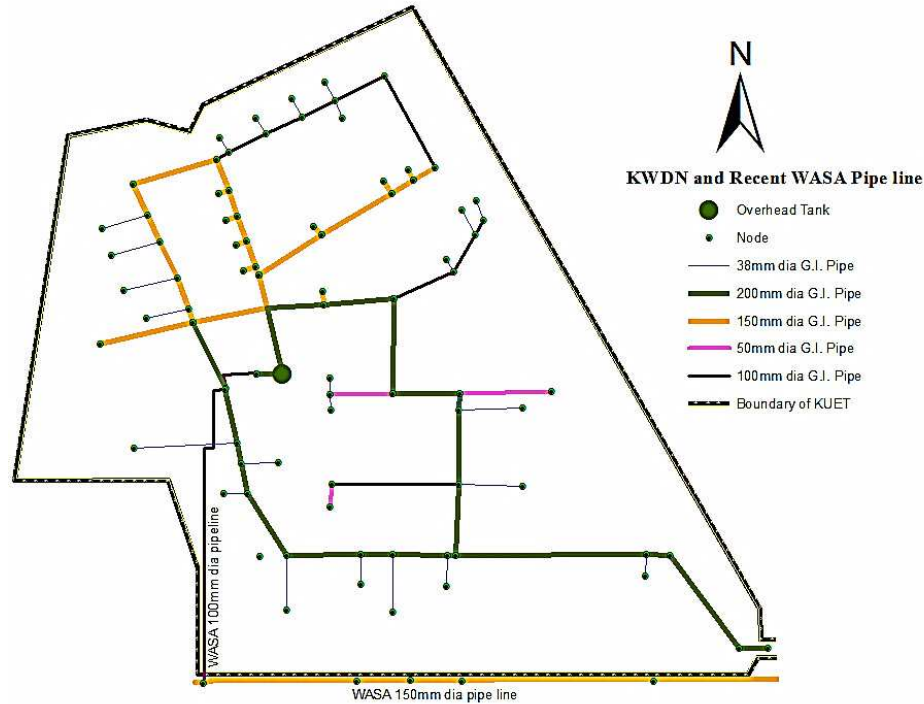 N
KWDN and Recent WASA Pipe line
Overhead Tank
Node
38mm dia G.I. Pipe
200mm dia G.I. Pipe
150mm dia G.I. Pipe
50mm dia G.I. Pipe
100mm dia G.I. Pipe
Boundary of KUET
WASA 100mm dia pipeline
WASA 150mm dia pipe line